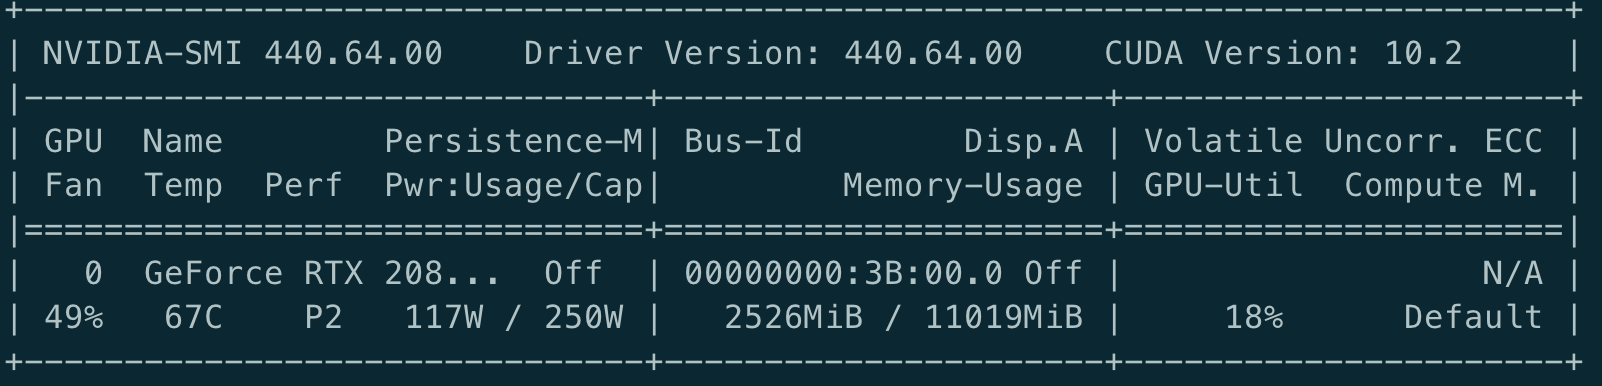 +-----------------------------------------------------------------------------+
| NVIDIA-SMI 440.64.00    Driver Version: 440.64.00    CUDA Version: 10.2     |
|-------------------------------+----------------------+----------------------+
| GPU  Name        Persistence-M| Bus-Id        Disp.A | Volatile Uncorr. ECC |
| Fan  Temp  Perf  Pwr:Usage/Cap|         Memory-Usage | GPU-Util  Compute M. |
|===============================+======================+======================|
|   0  GeForce RTX 208...  Off  | 00000000:3B:00.0 Off |                  N/A |
| 49%   67C    P2   117W / 250W |   2526MiB / 11019MiB |     18%      Default |
+-------------------------------+----------------------+----------------------+